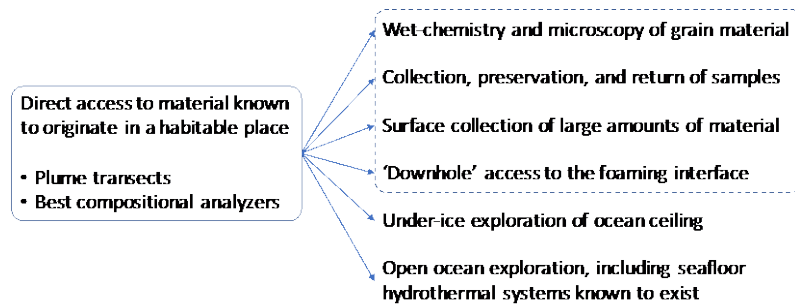 Direct access to material known
to originate in a habitable place
• Plume transects
• Best compositional analyzers
Wet-chemistry and microscopy of grain material
Collection, preservation, and return of samples
Surface collection of large amounts of material
‘Downhole’ access to the foaming interface
Under-ice exploration of ocean ceiling
Open ocean exploration, including seafloor
hydrothermal systems known to exist